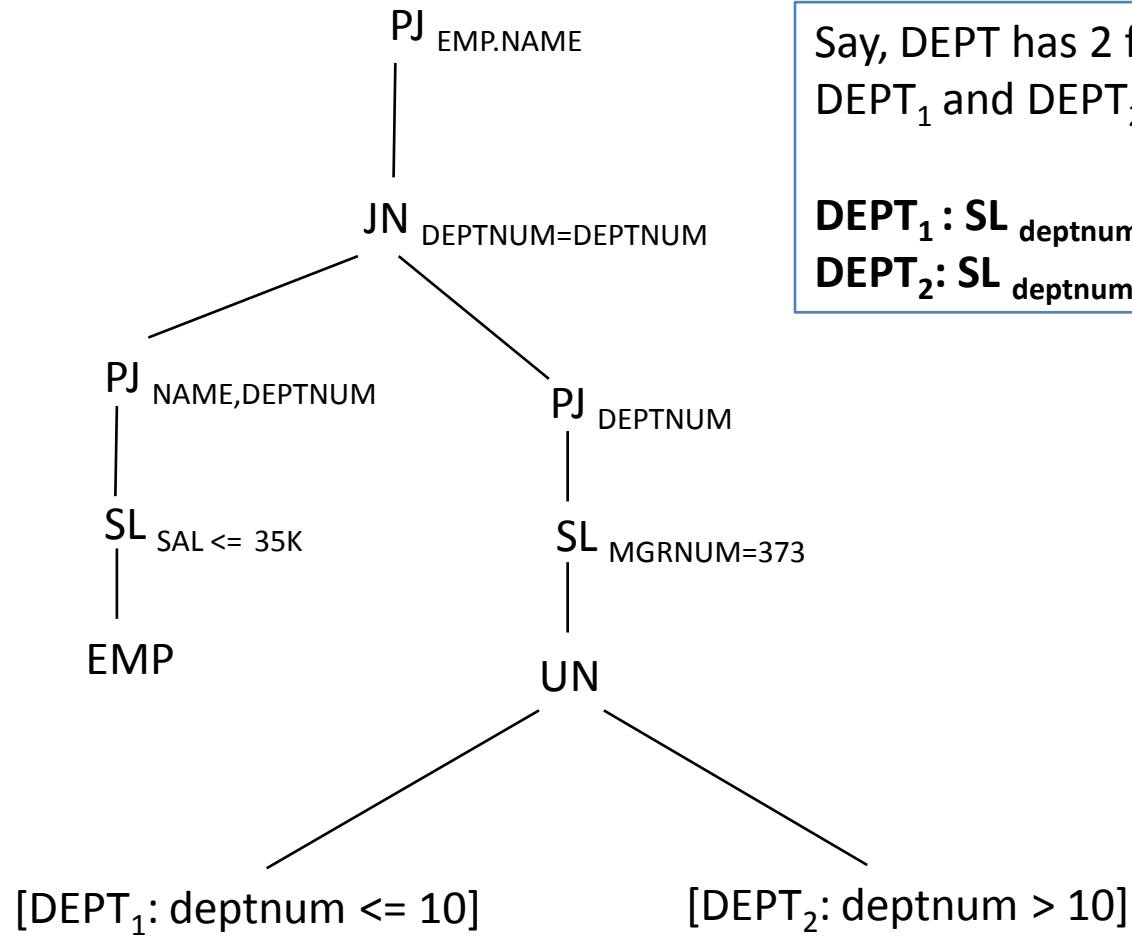 PJ EMP.NAME
Say, DEPT has 2
DEPT₁ and DEPT₂
DEPT₁ : SL deptnum
DEPT₂: SL deptnum
JN DEPTNUM=DEPTNUM
PJ NAME,DEPTNUM
PJ DEPTNUM
SL SAL <= 35K
SL MGRNUM=373
EMP
UN
[DEPT₁: deptnum <= 10]
[DEPT₂: deptnum > 10]